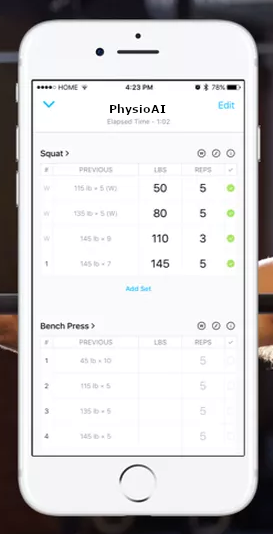 HOME 4:23 PM 78%
PhysioAI Edit
Elapsed Time - 1:02
Squat >
# PREVIOUS LBS REPS ✓
W 115 lb × 5 (W) 50 5
W 135 lb × 5 (W) 80 5
W 145 lb × 9 110 3
1 145 lb × 7 145 5
Add Set
Bench Press >
# PREVIOUS LBS REPS ✓
1 45 lb × 10 5
2 115 lb × 5 5
3 135 lb × 5 5
4 145 lb × 5 5